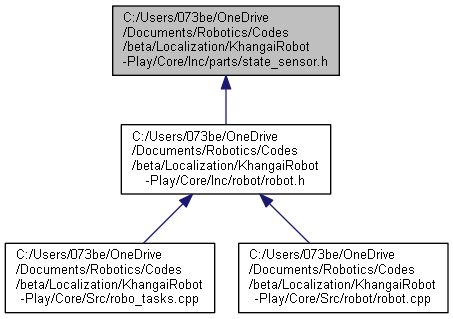 C:/Users/073be/OneDrive
/Documents/Robotics/Codes
/beta/Localization/KhangaiRobot
-Play/Core/Inc/parts/state_sensor.h
C:/Users/073be/OneDrive
/Documents/Robotics/Codes
/beta/Localization/KhangaiRobot
-Play/Core/Inc/robot/robot.h
C:/Users/073be/OneDrive
/Documents/Robotics/Codes
/beta/Localization/KhangaiRobot
-Play/Core/Src/robo_tasks.cpp
C:/Users/073be/OneDrive
/Documents/Robotics/Codes
/beta/Localization/KhangaiRobot
-Play/Core/Src/robot/robot.cpp